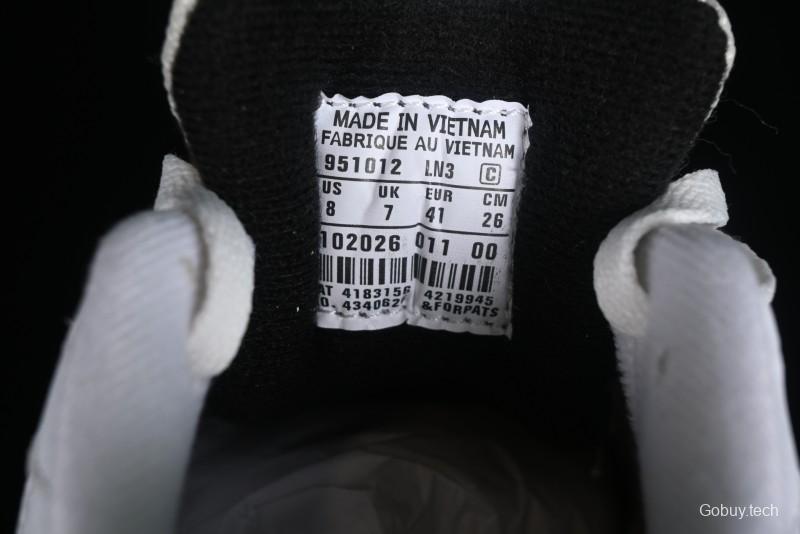 MADE IN VIETNAM
FABRIQUE AU VIETNAM
951012 LN3 C
US UK EUR CM
8 7 41 26
102026 011 00
AT 4183156 4219945
O. 434062 &FORPATS
Gobuy.tech